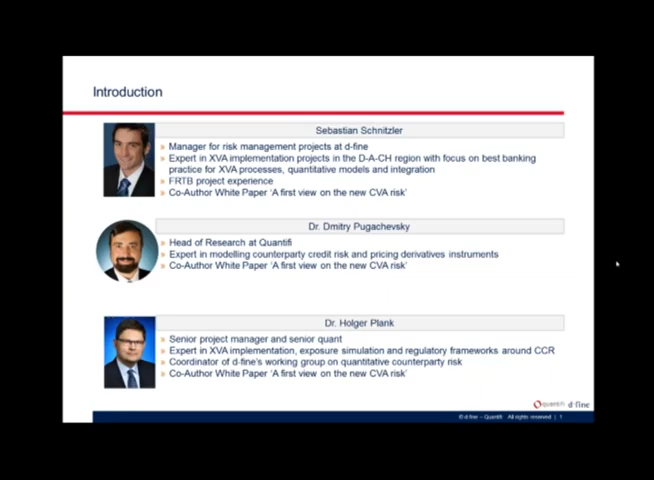 Introduction
Sebastian Schnitzler
» Manager for risk management projects at d-fine
» Expert in XVA implementation projects in the D-A-CH region with focus on best banking
practice for XVA processes, quantitative models and integration
» FRTB project experience
» Co-Author White Paper ‘A first view on the new CVA risk’
Dr. Dmitry Pugachevsky
» Head of Research at Quantifi
» Expert in modelling counterparty credit risk and pricing derivatives instruments
» Co-Author White Paper ‘A first view on the new CVA risk’
Dr. Holger Plank
» Senior project manager and senior quant
» Expert in XVA implementation, exposure simulation and regulatory frameworks around CCR
» Coordinator of d-fine's working group on quantitative counterparty risk
» Co-Author White Paper ‘A first view on the new CVA risk’
quantifi d-fine
© d-fine – Quantifi All rights reserved | 1